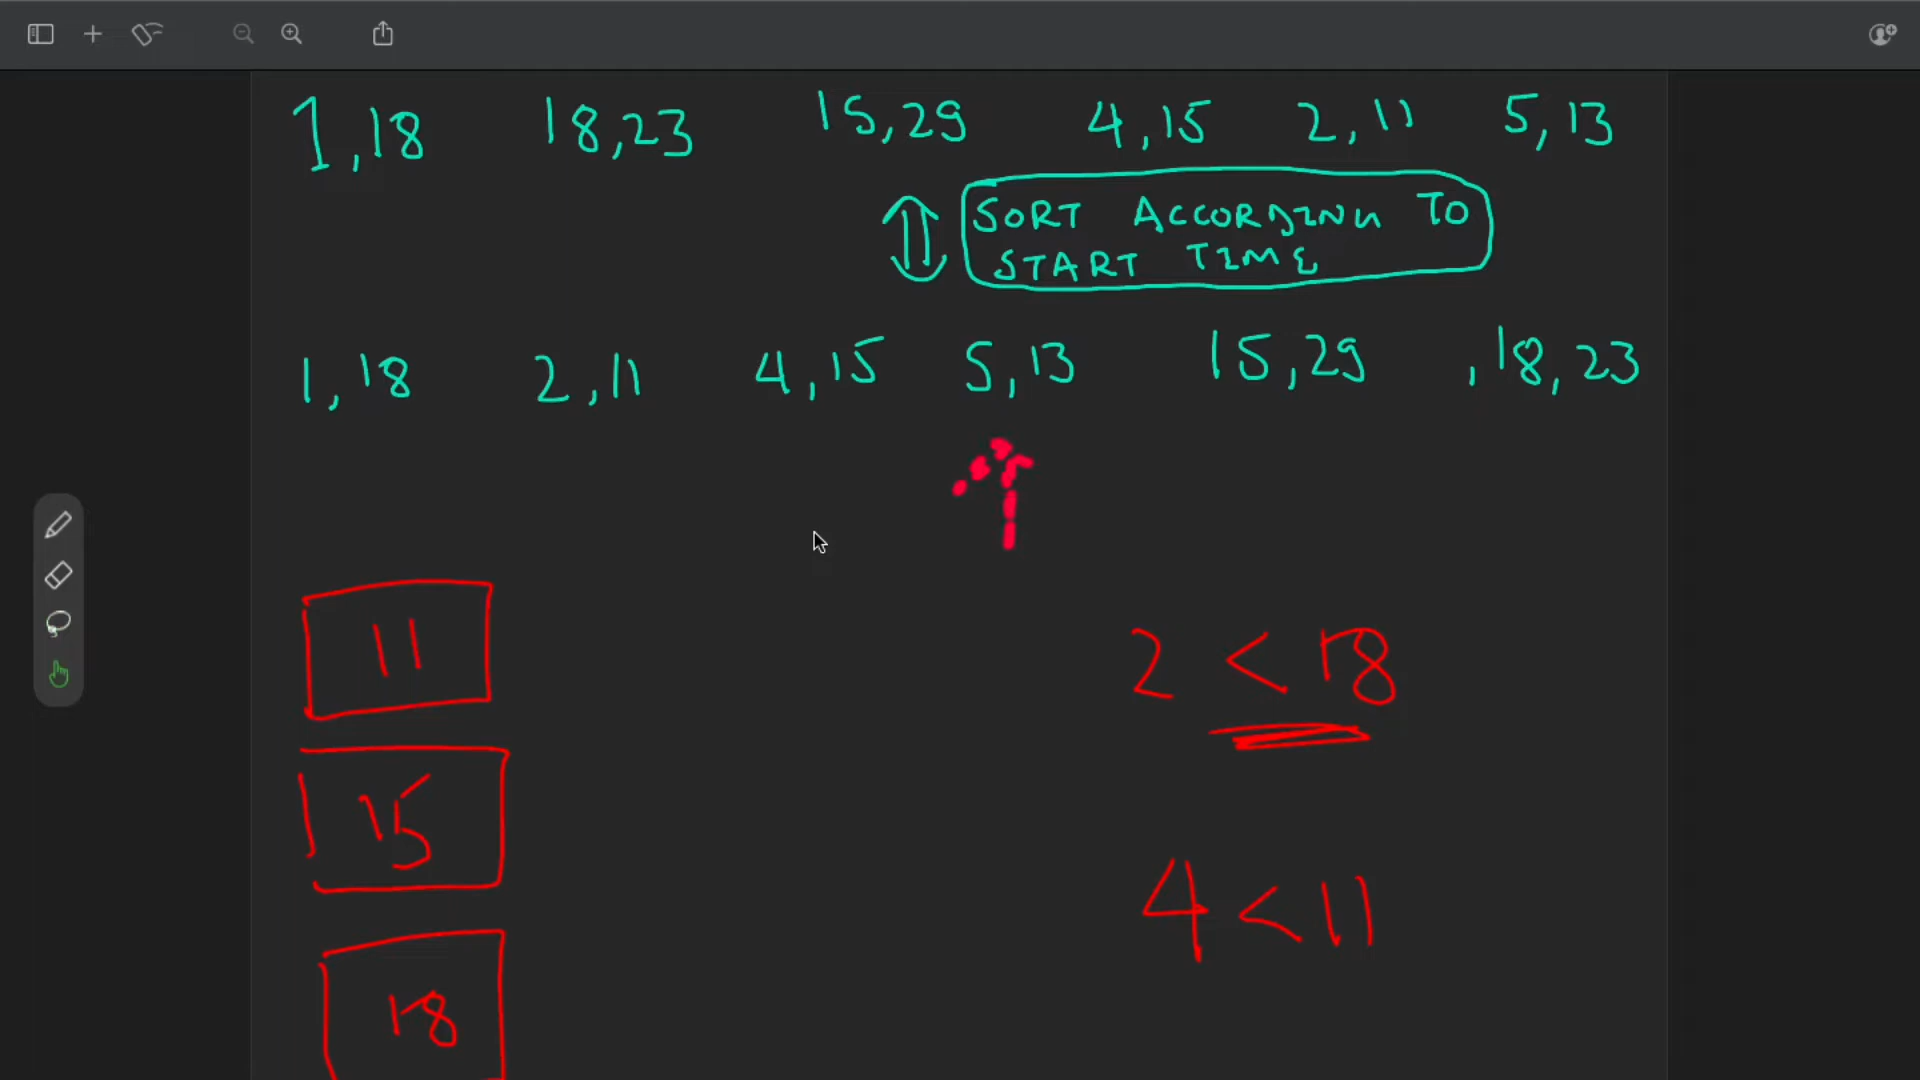 1,18 18,23 15,29 4,15 2,11 5,13
SORT ACCORDING TO
START TIME
1,18 2,11 4,15 5,13 15,29 ,18,23
11
2 < 18
15
4 < 11
18